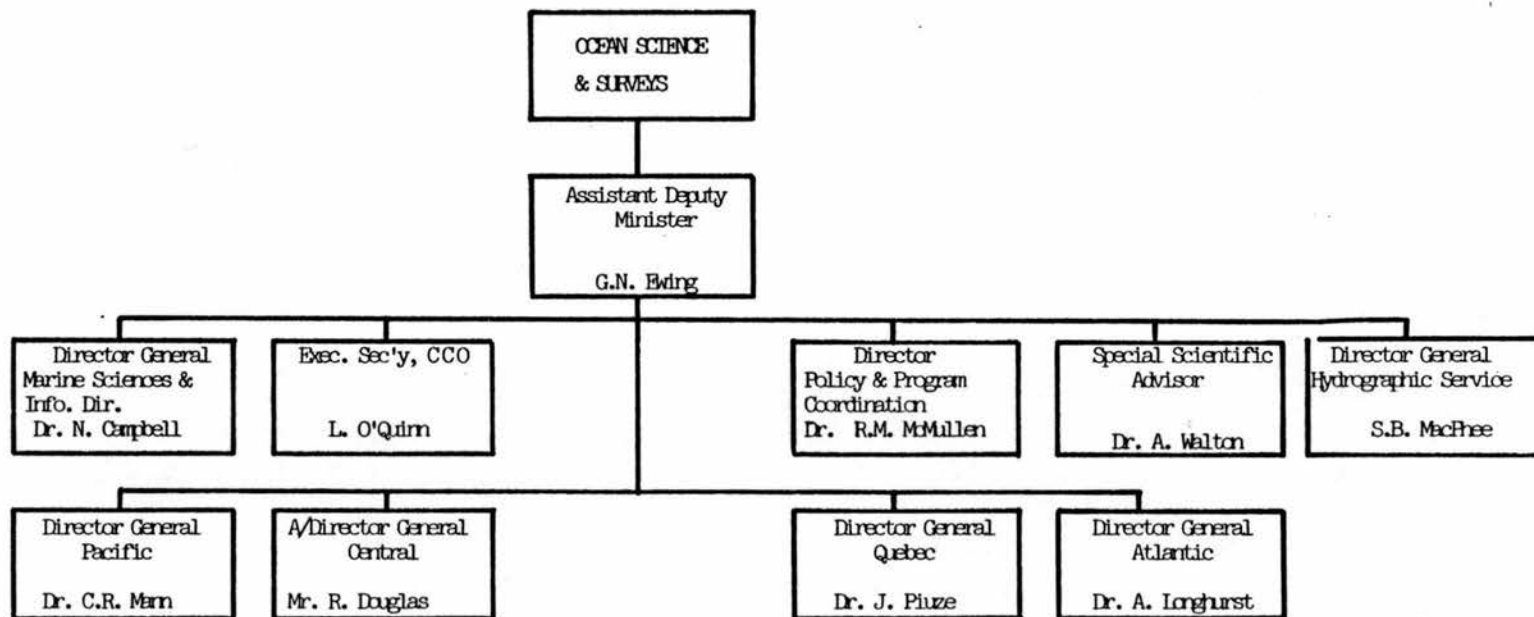 OCEAN SCIENCE
& SURVEYS
Assistant Deputy
Minister
G.N. Ewing
Director General
Marine Sciences &
Info. Dir.
Dr. N. Campbell
Exec. Sec'y, CCO
L. O'Quinn
Director
Policy & Program
Coordination
Dr. R.M. McMullen
Special Scientific
Advisor
Dr. A. Walton
Director General
Hydrographic Service
S.B. MacPhee
Director General
Pacific
Dr. C.R. Mann
A/Director General
Central
Mr. R. Douglas
Director General
Quebec
Dr. J. Piuze
Director General
Atlantic
Dr. A. Longhurst